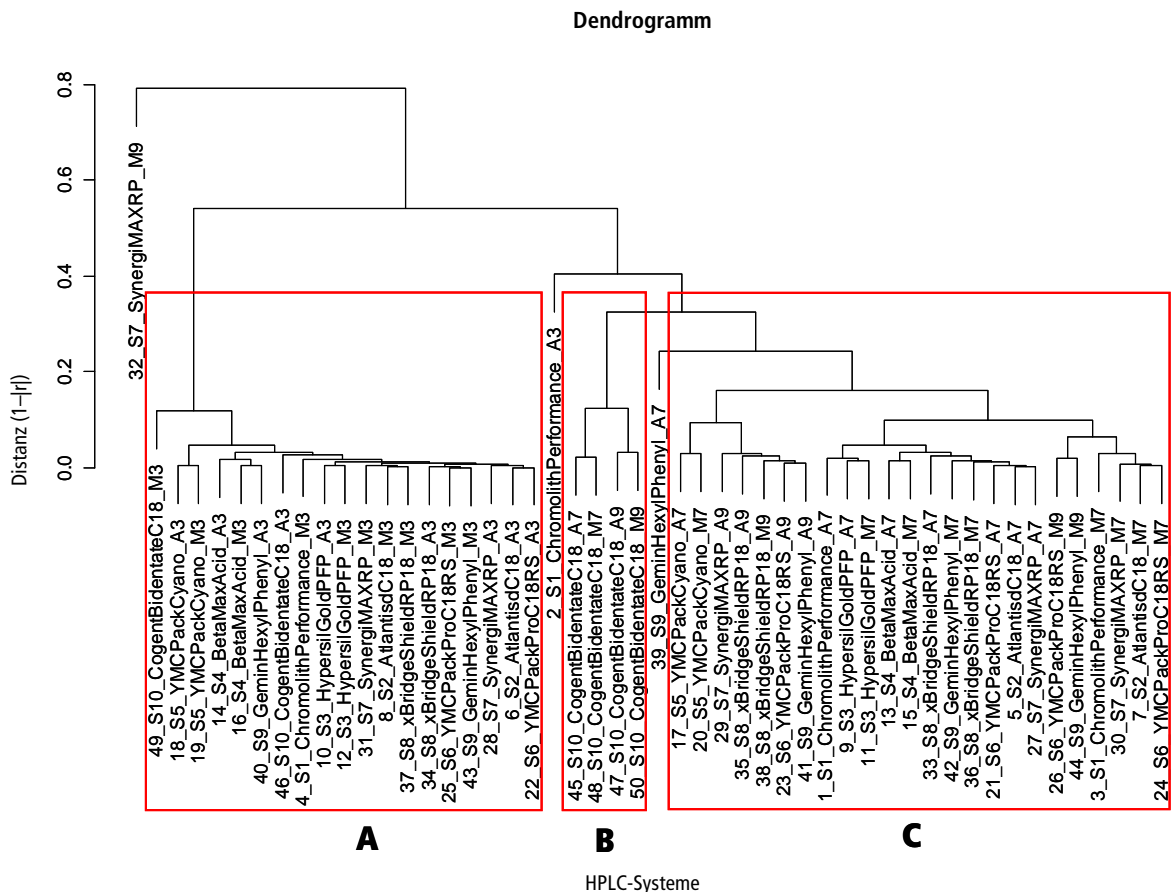 Dendrogramm
Distanz (1–|r|)
0.8
0.6
0.4
0.2
0.0
32_S7_SynergiMAXRP_M9
49_S10_CogentBidentateC18_M3
18_S5_YMCPackCyano_A3
19_S5_YMCPackCyano_M3
14_S4_BetaMaxAcid_A3
16_S4_BetaMaxAcid_M3
40_S9_GeminHexylPhenyl_A3
46_S10_CogentBidentateC18_A3
4_S1_ChromolithPerformance_M3
10_S3_HypersilGoldPFP_A3
12_S3_HypersilGoldPFP_M3
31_S7_SynergiMAXRP_M3
8_S2_AtlantisdC18_M3
37_S8_xBridgeShieldRP18_M3
34_S8_xBridgeShieldRP18_A3
25_S6_YMCPackProC18RS_M3
43_S9_GeminHexylPhenyl_M3
28_S7_SynergiMAXRP_A3
6_S2_AtlantisdC18_A3
22_S6_YMCPackProC18RS_A3
2_S1_ChromolithPerformance_A3
45_S10_CogentBidentateC18_A7
48_S10_CogentBidentateC18_M7
47_S10_CogentBidentateC18_A9
50_S10_CogentBidentateC18_M9
39_S9_GeminHexylPhenyl_A7
17_S5_YMCPackCyano_A7
20_S5_YMCPackCyano_M7
29_S7_SynergiMAXRP_A9
35_S8_xBridgeShieldRP18_A9
38_S8_xBridgeShieldRP18_M9
23_S6_YMCPackProC18RS_A9
41_S9_GeminHexylPhenyl_A9
1_S1_ChromolithPerformance_A7
9_S3_HypersilGoldPFP_A7
11_S3_HypersilGoldPFP_M7
13_S4_BetaMaxAcid_A7
15_S4_BetaMaxAcid_M7
33_S8_xBridgeShieldRP18_A7
42_S9_GeminHexylPhenyl_M7
36_S8_xBridgeShieldRP18_M7
21_S6_YMCPackProC18RS_A7
5_S2_AtlantisdC18_A7
27_S7_SynergiMAXRP_A7
26_S6_YMCPackProC18RS_M9
44_S9_GeminHexylPhenyl_M9
3_S1_ChromolithPerformance_M7
30_S7_SynergiMAXRP_M7
7_S2_AtlantisdC18_M7
24_S6_YMCPackProC18RS_M7
A
B
C
HPLC-Systeme